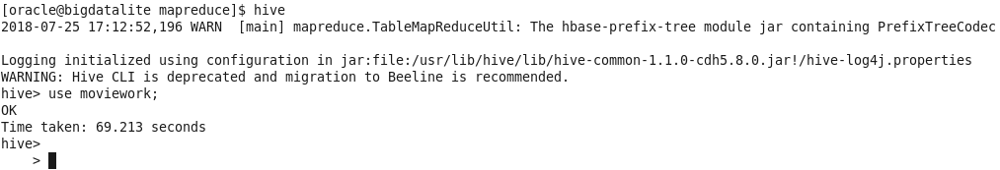 [oracle@bigdatalite mapreduce]$ hive
2018-07-25 17:12:52,196 WARN  [main] mapreduce.TableMapReduceUtil: The hbase-prefix-tree module jar containing PrefixTreeCodec
Logging initialized using configuration in jar:file:/usr/lib/hive/lib/hive-common-1.1.0-cdh5.8.0.jar!/hive-log4j.properties
WARNING: Hive CLI is deprecated and migration to Beeline is recommended.
hive> use moviework;
OK
Time taken: 69.213 seconds
hive>
    >